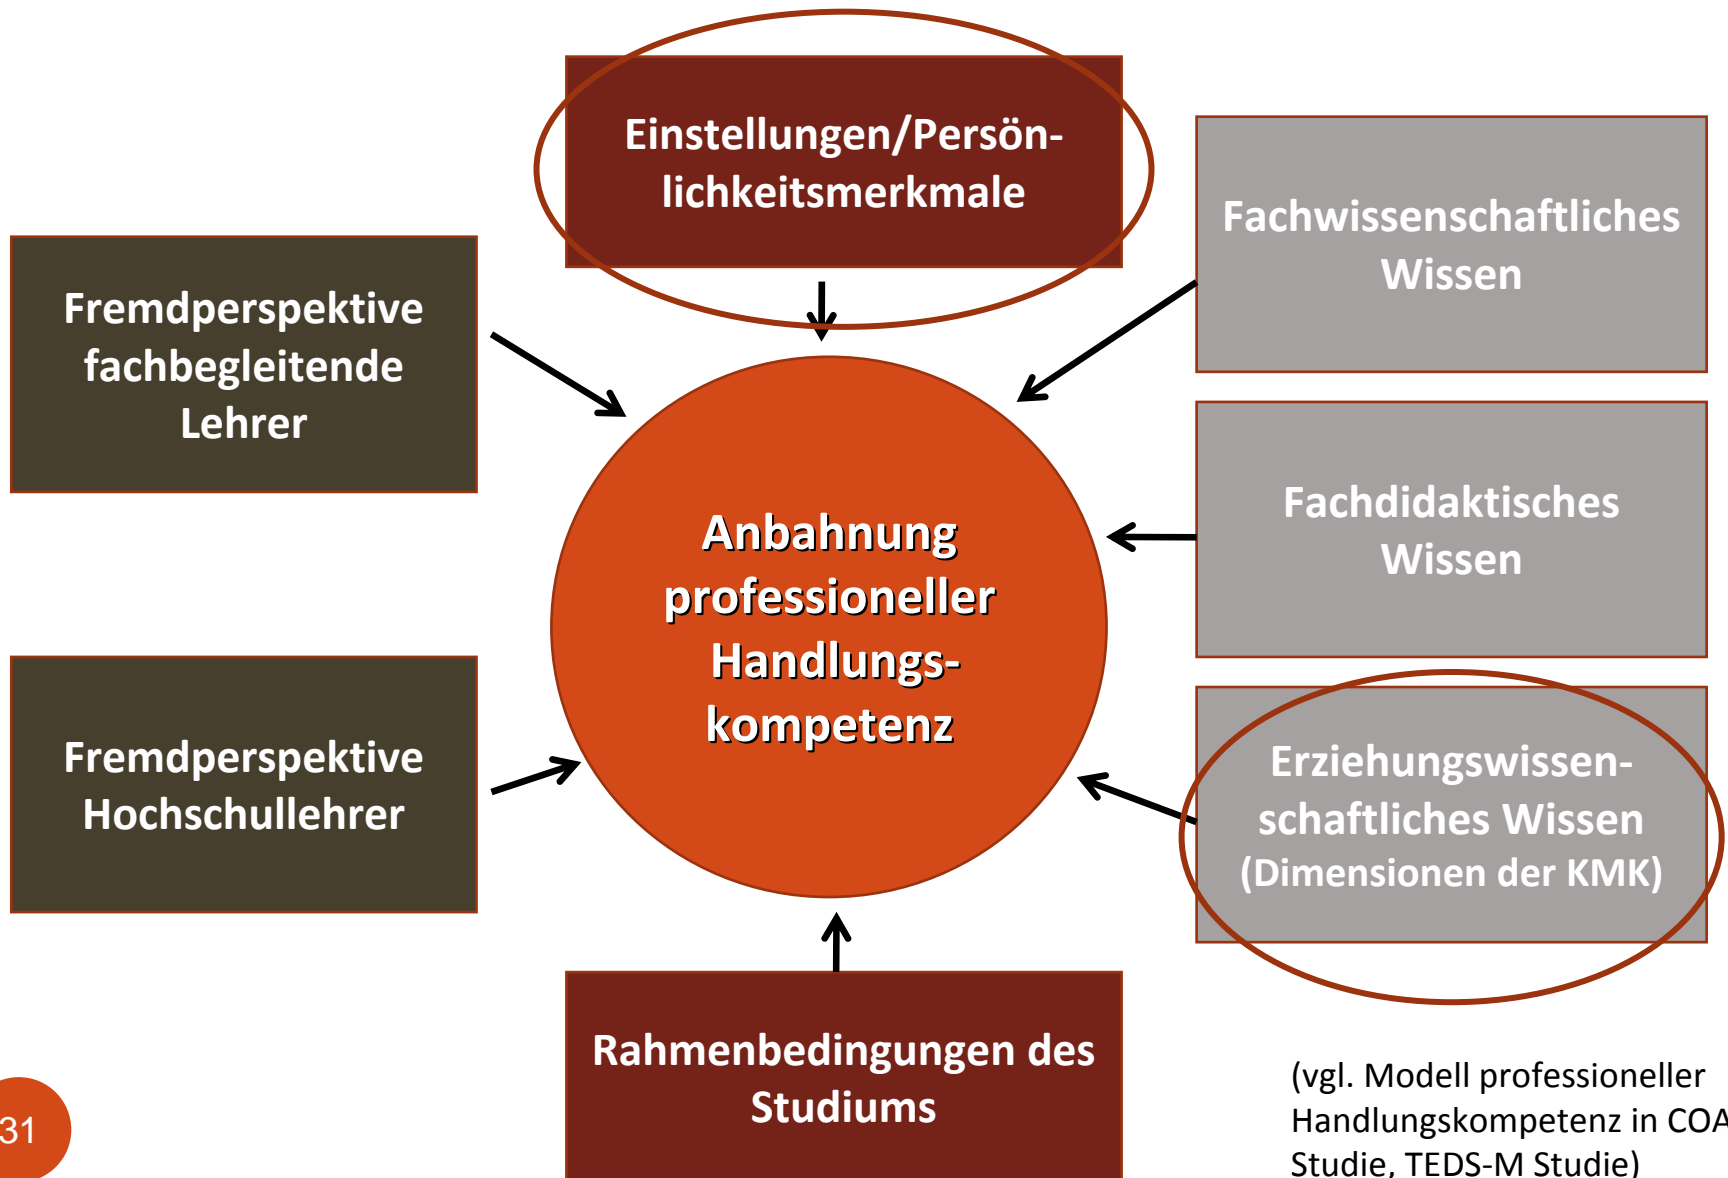 Einstellungen/Persön-
lichkeitsmerkmale
Fachwissenschaftliches
Wissen
Fremdperspektive
fachbegleitende
Lehrer
Fachdidaktisches
Wissen
Anbahnung
professioneller
Handlungs-
kompetenz
Fremdperspektive
Hochschullehrer
Erziehungswissen-
schaftliches Wissen
(Dimensionen der KMK)
Rahmenbedingungen des
Studiums
(vgl. Modell professioneller
Handlungskompetenz in
Studie, TEDS-M Studie)
31